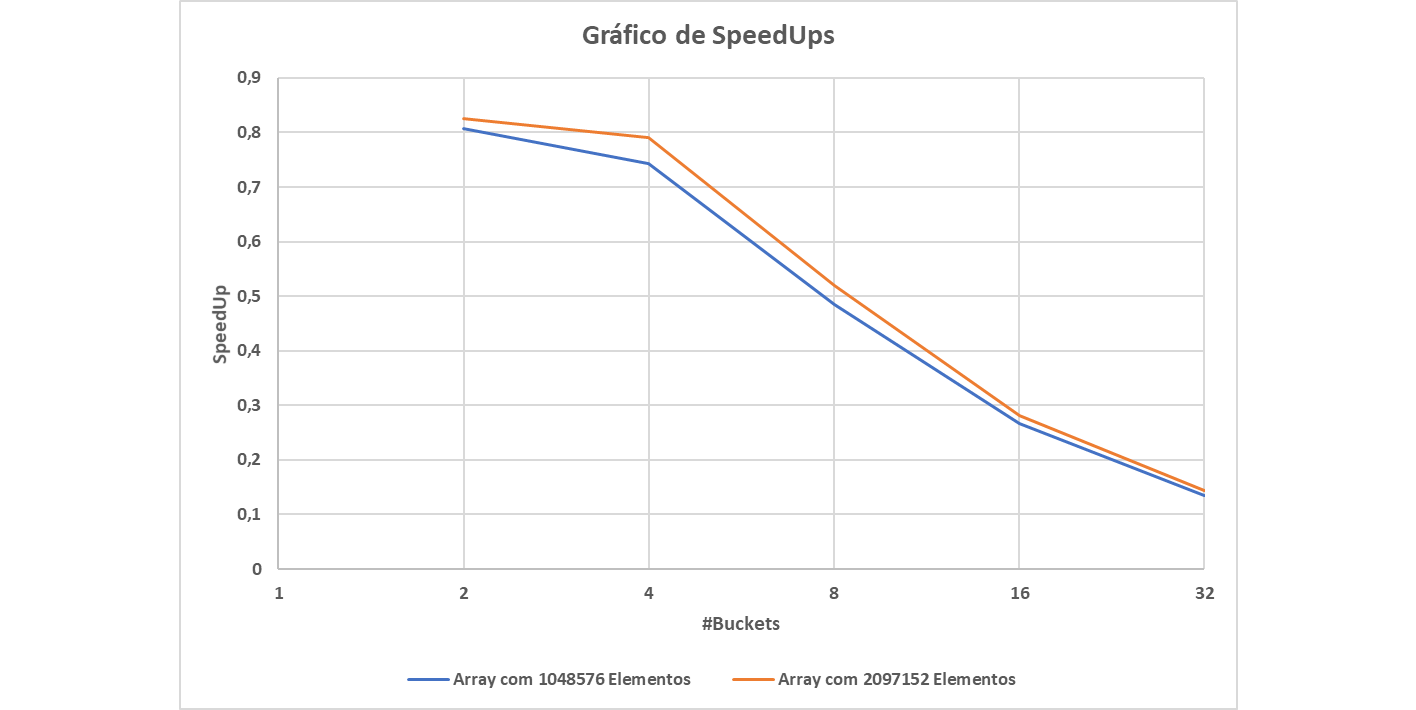 Gráfico de SpeedUps
0,9
0,8
0,7
0,6
0,5
0,4
0,3
0,2
0,1
0
SpeedUp
1 2 4 8 16 32
#Buckets
Array com 1048576 Elementos Array com 2097152 Elementos